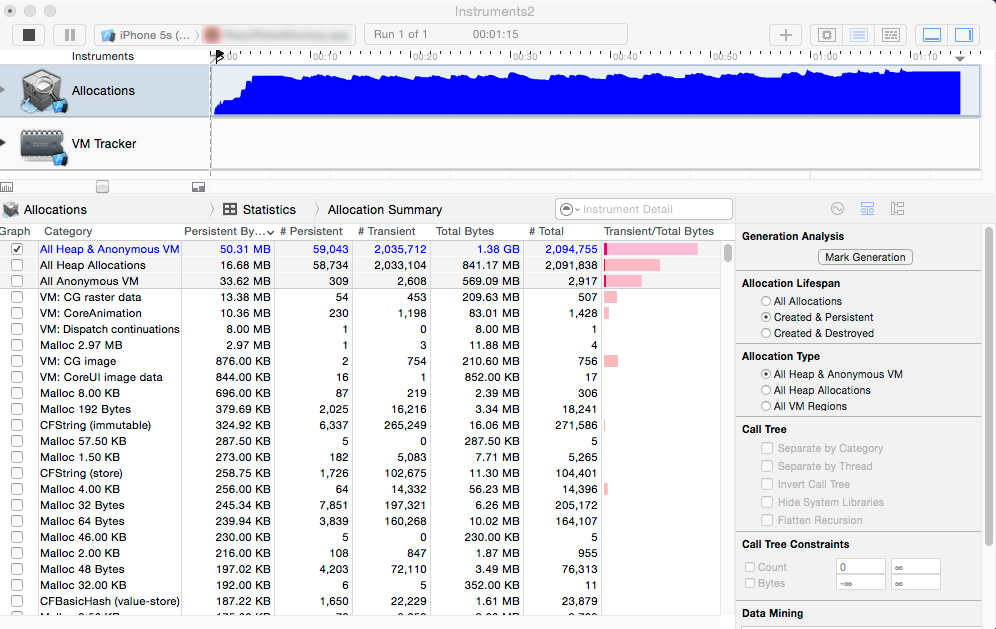 Instruments2
iPhone 5s (...
Run 1 of 1 00:01:15
Instruments 00:10 00:20 00:30 00:40 00:50 01:00 01:10
Allocations
VM Tracker
Allocations Statistics Allocation Summary Instrument Detail
Graph Category Persistent By... # Persistent # Transient Total Bytes # Total Transient/Total Bytes
All Heap & Anonymous VM 50.31 MB 59,043 2,035,712 1.38 GB 2,094,755
All Heap Allocations 16.68 MB 58,734 2,033,104 841.17 MB 2,091,838
All Anonymous VM 33.62 MB 309 2,608 569.09 MB 2,917
VM: CG raster data 13.38 MB 54 453 209.63 MB 507
VM: CoreAnimation 10.36 MB 230 1,198 83.01 MB 1,428
VM: Dispatch continuations 8.00 MB 1 0 8.00 MB 1
Malloc 2.97 MB 2.97 MB 1 3 11.88 MB 4
VM: CG image 876.00 KB 2 754 210.60 MB 756
VM: CoreUI image data 844.00 KB 16 1 852.00 KB 17
Malloc 8.00 KB 696.00 KB 87 219 2.39 MB 306
Malloc 192 Bytes 379.69 KB 2,025 16,216 3.34 MB 18,241
CFString (immutable) 324.92 KB 6,337 265,249 16.06 MB 271,586
Malloc 57.50 KB 287.50 KB 5 0 287.50 KB 5
Malloc 1.50 KB 273.00 KB 182 5,083 7.71 MB 5,265
CFString (store) 258.75 KB 1,726 102,675 11.30 MB 104,401
Malloc 4.00 KB 256.00 KB 64 14,332 56.23 MB 14,396
Malloc 32 Bytes 245.34 KB 7,851 197,321 6.26 MB 205,172
Malloc 64 Bytes 239.94 KB 3,839 160,268 10.02 MB 164,107
Malloc 46.00 KB 230.00 KB 5 0 230.00 KB 5
Malloc 2.00 KB 216.00 KB 108 847 1.87 MB 955
Malloc 48 Bytes 197.02 KB 4,203 72,110 3.49 MB 76,313
Malloc 32.00 KB 192.00 KB 6 5 352.00 KB 11
CFBasicHash (value-store) 187.22 KB 1,650 22,229 1.61 MB 23,879
Generation Analysis
Mark Generation
Allocation Lifespan
All Allocations
Created & Persistent
Created & Destroyed
Allocation Type
All Heap & Anonymous VM
All Heap Allocations
All VM Regions
Call Tree
Separate by Category
Separate by Thread
Invert Call Tree
Hide System Libraries
Flatten Recursion
Call Tree Constraints
Count 0 ∞
Bytes -∞ ∞
Data Mining